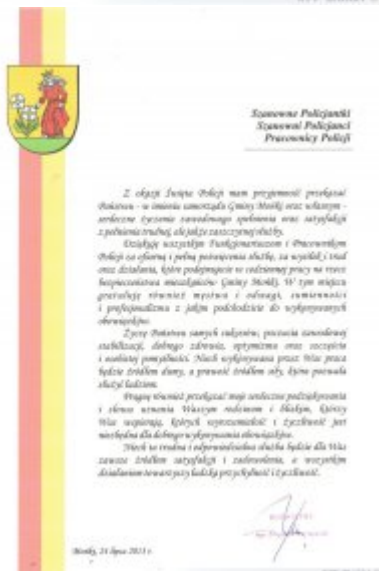 Szanowne Policjantki
Szanowni Policjanci
Pracownicy Policji
Z okazji Święta Policji mam przyjemność przekazać
Państwu - w imieniu samorządu Gminy Mońki oraz własnym -
serdeczne życzenia zawodowego spełnienia oraz satysfakcji
z pełnienia trudnej, ale jakże zaszczytnej służby.
Dziękuję wszystkim Funkcjonariuszom i Pracownikom
Policji za ofiarną i pełną poświęcenia służbę, za wysiłek i trud
oraz działania, które podejmujecie w codziennej pracy na rzecz
bezpieczeństwa mieszkańców Gminy Mońki. W tym miejscu
gratuluję również męstwa i odwagi, sumienności
i profesjonalizmu z jakim podchodzicie do wykonywanych
obowiązków.
Życzę Państwu samych sukcesów, poczucia zawodowej
stabilizacji, dobrego zdrowia, optymizmu oraz szczęścia
i osobistej pomyślności. Niech wykonywana przez Was praca
będzie źródłem dumy, a prawość źródłem siły, która pozwala
służyć ludziom.
Pragnę również przekazać moje serdeczne podziękowania
i słowa uznania Waszym rodzinom i bliskim, którzy
Was wspierają, których wyrozumiałość i życzliwość jest
niezbędna dla dobrego wykonywania obowiązków.
Niech ta trudna i odpowiedzialna służba będzie dla Was
zawsze źródłem satysfakcji i zadowolenia, a wszystkim
działaniom towarzyszy ludzka przychylność i życzliwość.
Mońki, 24 lipca 2013 r.